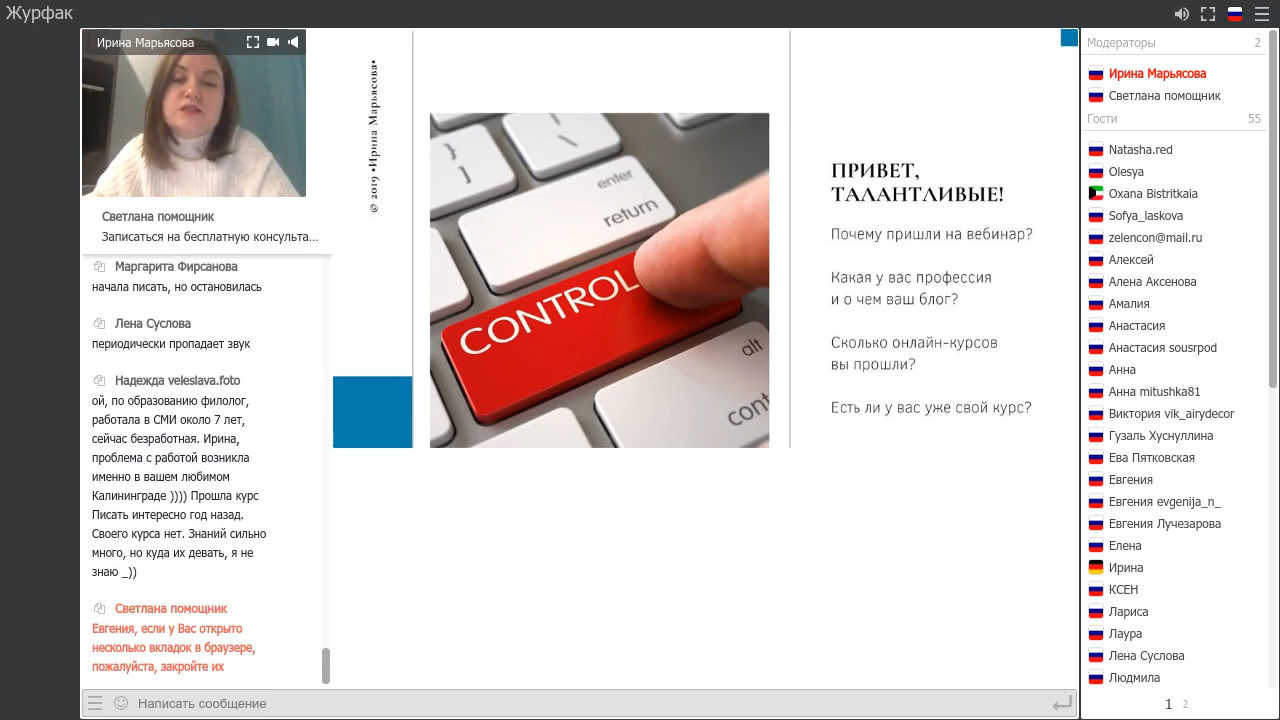 Журфак
Ирина Марьясова
Светлана помощник
Записаться на бесплатную консульта...
Маргарита Фирсанова
начала писать, но остановилась
Лена Суслова
периодически пропадает звук
Надежда veleslava.foto
ой, по образованию филолог,
работала в СМИ около 7 лет,
сейчас безработная. Ирина,
проблема с работой возникла
именно в вашем любимом
Калининграде )))) Прошла курс
Писать интересно год назад.
Своего курса нет. Знаний сильно
много, но куда их девать, я не
знаю _))
Светлана помощник
Евгения, если у Вас открыто
несколько вкладок в браузере,
пожалуйста, закройте их
Написать сообщение
© 2019 •Ирина Марьясова•
}
]
enter
return
CONTROL
alt
cont
ПРИВЕТ,
ТАЛАНТЛИВЫЕ!
Почему пришли на вебинар?
Какая у вас профессия
и о чем ваш блог?
Сколько онлайн-курсов
вы прошли?
Есть ли у вас уже свой курс?
Модераторы 2
Ирина Марьясова
Светлана помощник
Гости 55
Natasha.red
Olesya
Oxana Bistritkaia
Sofya_laskova
zelencon@mail.ru
Алексей
Алена Аксенова
Амалия
Анастасия
Анастасия sousrpod
Анна
Анна mitushka81
Виктория vik_airydecor
Гузаль Хуснуллина
Ева Пятковская
Евгения
Евгения evgenija_n_
Евгения Лучезарова
Елена
Ирина
КСЕН
Лариса
Лаура
Лена Суслова
Людмила
1 2